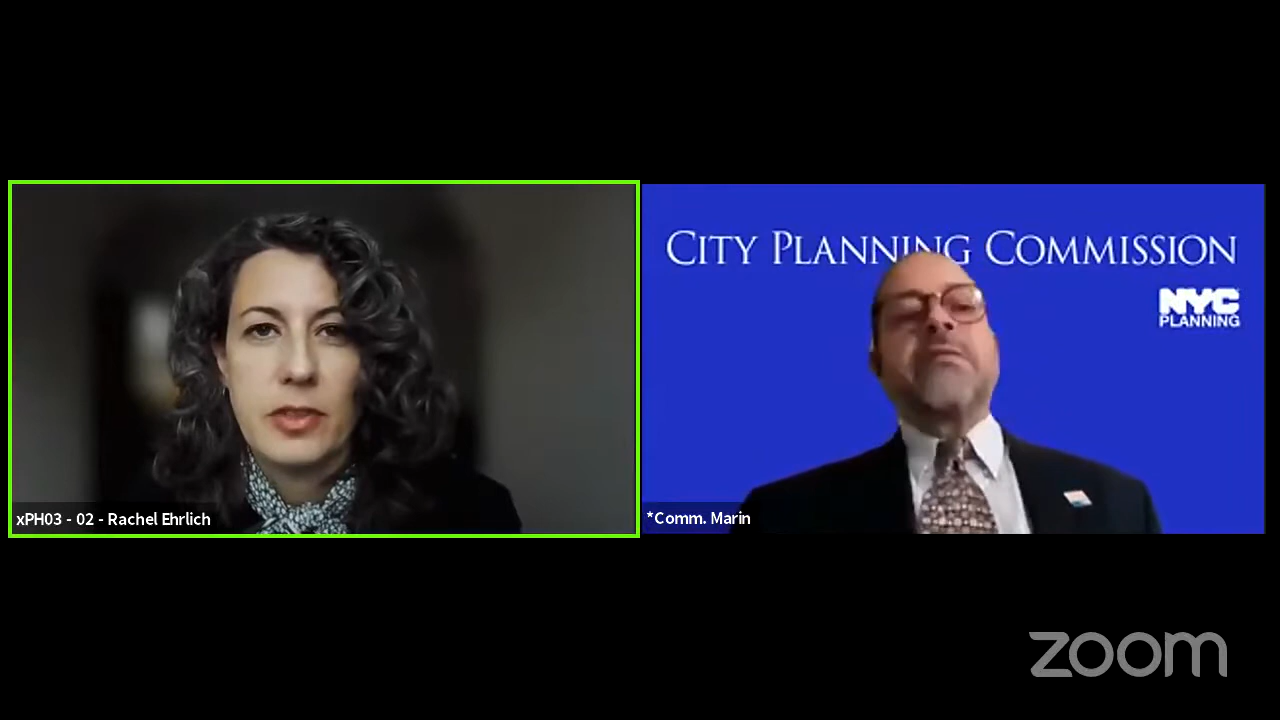 CITY PLANNING COMMISSION
NYC
PLANNING
xPH03 - 02 - Rachel Ehrlich
*Comm. Marin
zoom